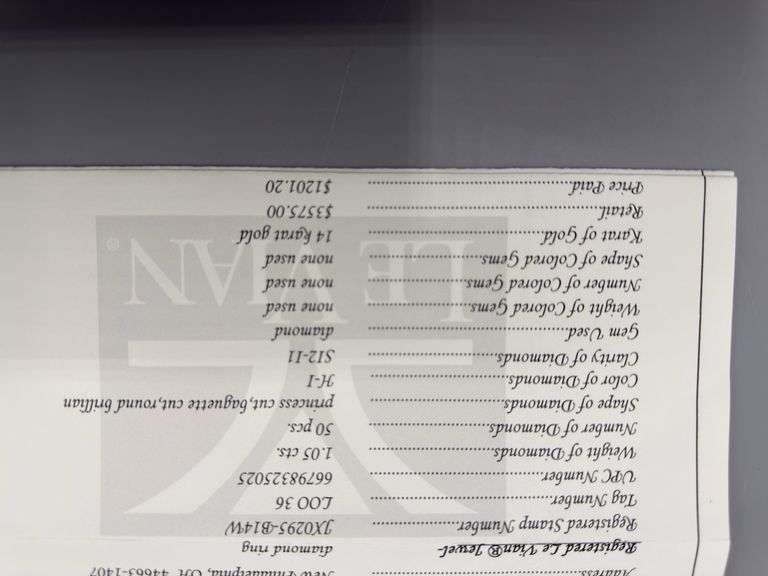 Address............ New Philadelphia, OH 44663-1407
Registered Le Vian® Jewel- diamond ring
Registered Stamp Number............ JX0295-B14W
Tag Number............ LOO 36
UPC Number............ 66798325025
Weight of Diamonds............ 1.05 cts.
Number of Diamonds............ 50 pcs.
Shape of Diamonds............ princess cut,baguette cut,round brillian
Color of Diamonds............ H-I
Clarity of Diamonds............ SI2-I1
Gem Used............ diamond
Weight of Colored Gems............ none used
Number of Colored Gems............ none used
Shape of Colored Gems............ none used
Karat of Gold............ 14 karat gold
Retail............ $3575.00
Price Paid............ $1201.20
LE VIAN®